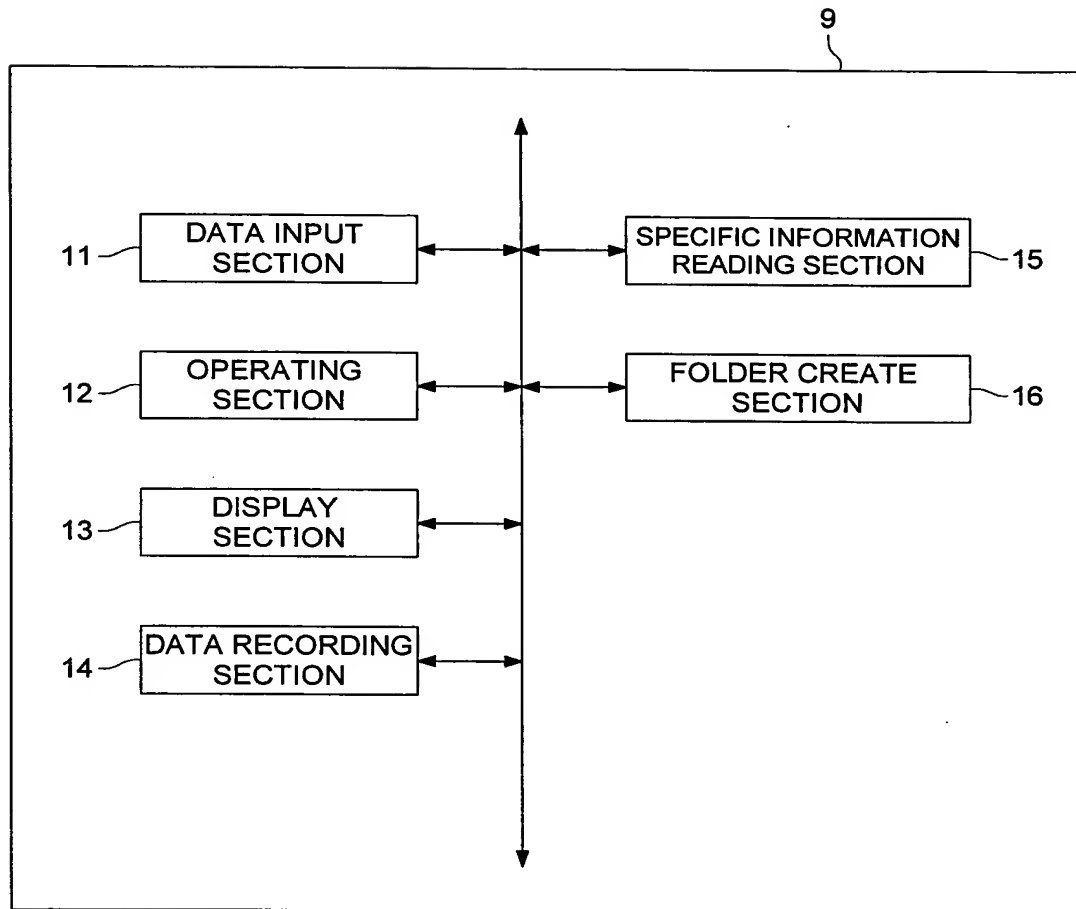 9
11
DATA INPUT
SECTION
SPECIFIC INFORMATION
READING SECTION
15
12
OPERATING
SECTION
FOLDER CREATE
SECTION
16
13
DISPLAY
SECTION
14
DATA RECORDING
SECTION